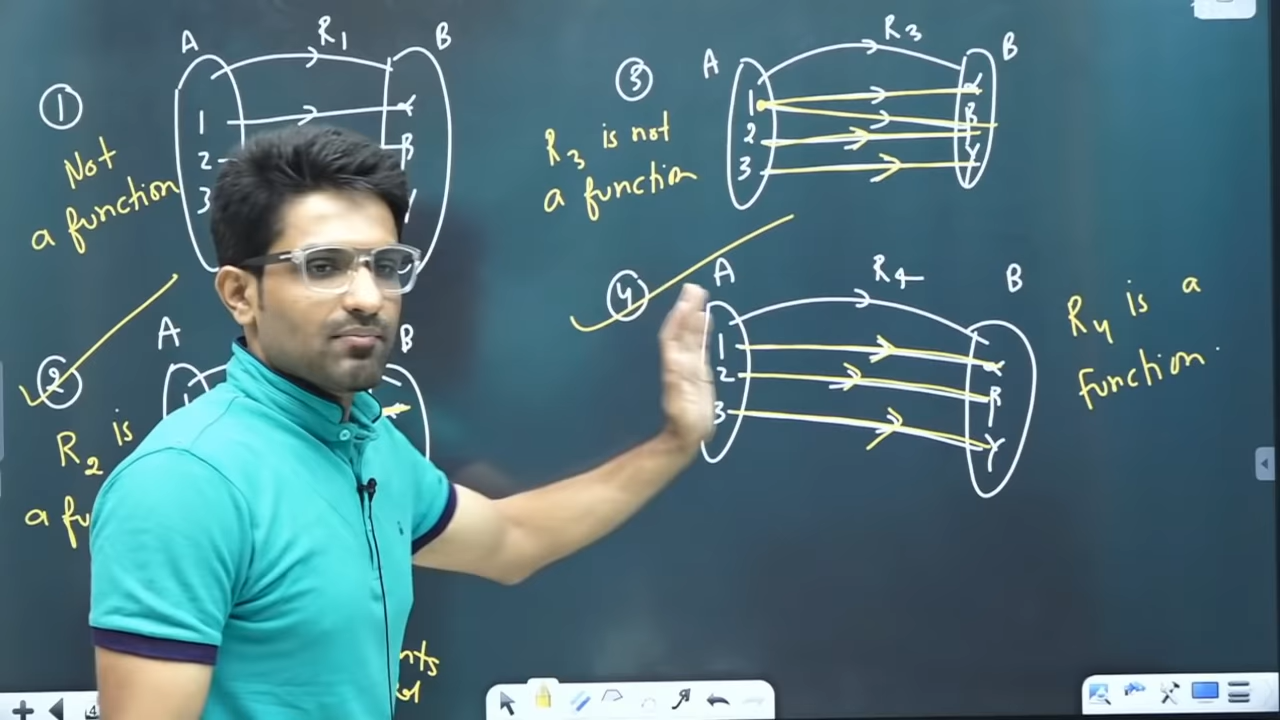 R1
A
B
①
Not
a function
1
2
3
α
β
②
A
B
R2 is
a fu
R3
A
B
③
R3 is not
a function
1
2
3
α
β
γ
④
R4
A
B
1
2
3
α
β
γ
R4 is a
function.
nts